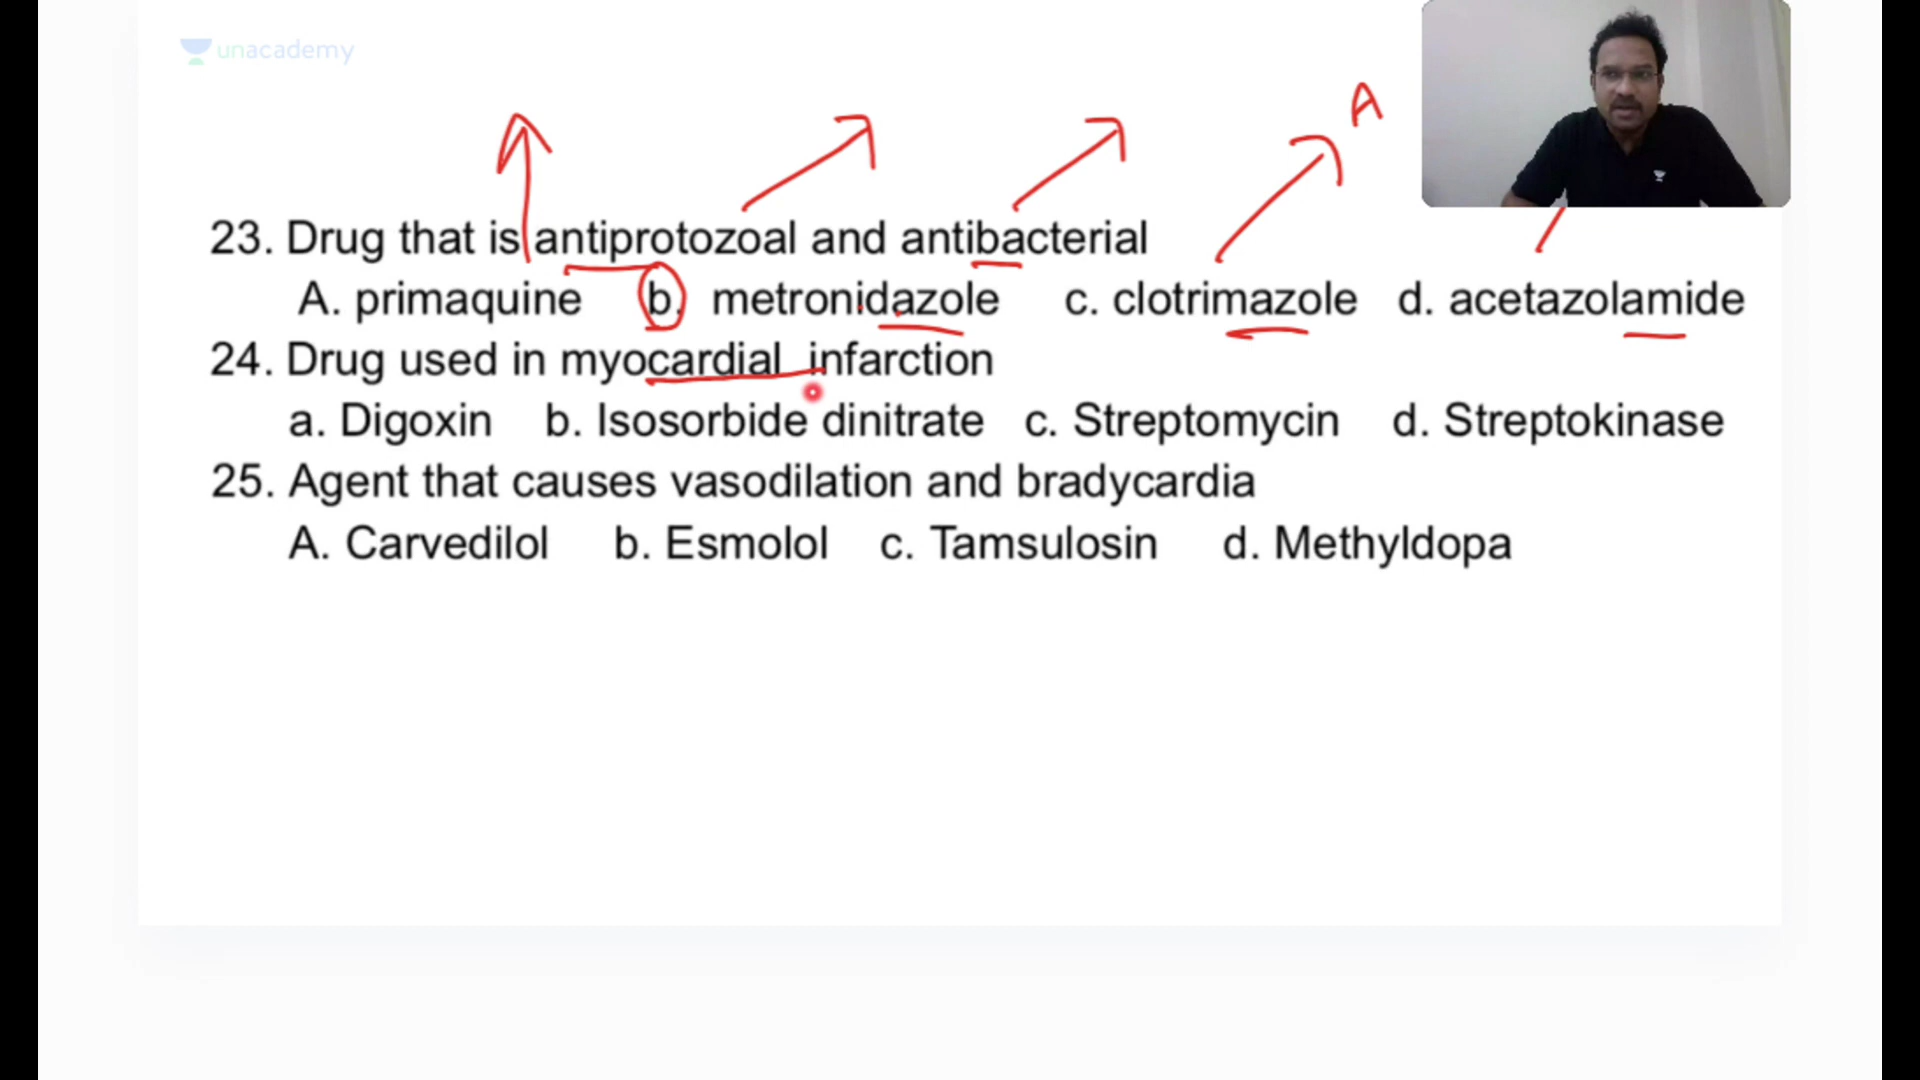 unacademy
A
23. Drug that is antiprotozoal and antibacterial
A. primaquine b. metronidazole c. clotrimazole d. acetazolamide
24. Drug used in myocardial infarction
a. Digoxin b. Isosorbide dinitrate c. Streptomycin d. Streptokinase
25. Agent that causes vasodilation and bradycardia
A. Carvedilol b. Esmolol c. Tamsulosin d. Methyldopa